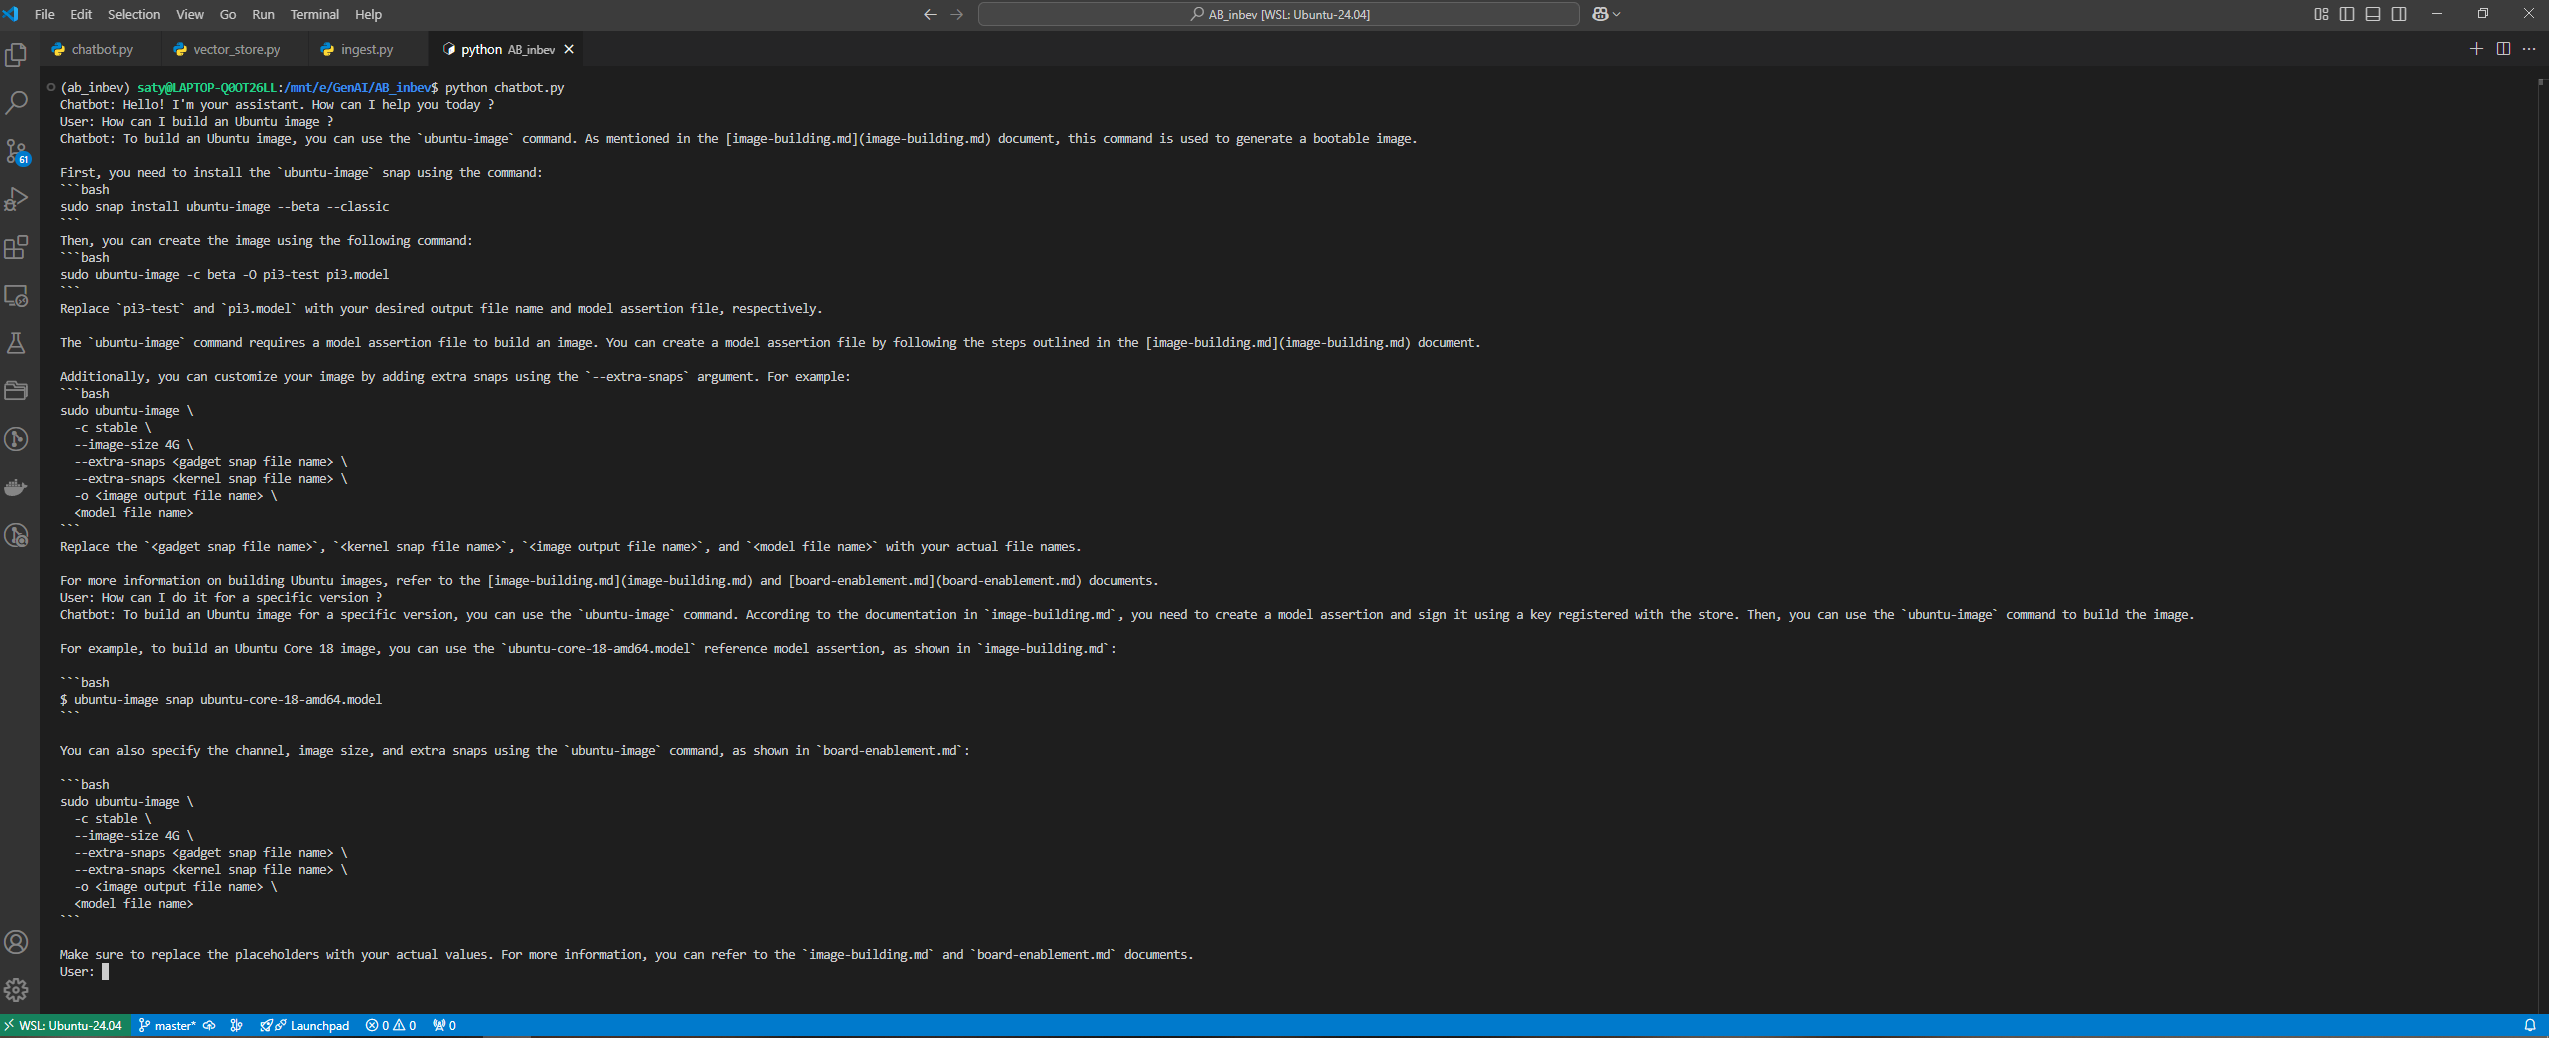 File Edit Selection View Go Run Terminal Help
AB_inbev [WSL: Ubuntu-24.04]
chatbot.py vector_store.py ingest.py python AB_inbev
(ab_inbev) saty@LAPTOP-Q0OT26LL:/mnt/e/GenAI/AB_inbev$ python chatbot.py
Chatbot: Hello! I'm your assistant. How can I help you today ?
User: How can I build an Ubuntu image ?
Chatbot: To build an Ubuntu image, you can use the `ubuntu-image` command. As mentioned in the [image-building.md](image-building.md) document, this command is used to generate a bootable image.
First, you need to install the `ubuntu-image` snap using the command:
```bash
sudo snap install ubuntu-image --beta --classic
```
Then, you can create the image using the following command:
```bash
sudo ubuntu-image -c beta -O pi3-test pi3.model
```
Replace `pi3-test` and `pi3.model` with your desired output file name and model assertion file, respectively.
The `ubuntu-image` command requires a model assertion file to build an image. You can create a model assertion file by following the steps outlined in the [image-building.md](image-building.md) document.
Additionally, you can customize your image by adding extra snaps using the `--extra-snaps` argument. For example:
```bash
sudo ubuntu-image \
-c stable \
--image-size 4G \
--extra-snaps <gadget snap file name> \
--extra-snaps <kernel snap file name> \
-o <image output file name> \
<model file name>
```
Replace the `<gadget snap file name>`, `<kernel snap file name>`, `<image output file name>`, and `<model file name>` with your actual file names.
For more information on building Ubuntu images, refer to the [image-building.md](image-building.md) and [board-enablement.md](board-enablement.md) documents.
User: How can I do it for a specific version ?
Chatbot: To build an Ubuntu image for a specific version, you can use the `ubuntu-image` command. According to the documentation in `image-building.md`, you need to create a model assertion and sign it using a key registered with the store. Then, you can use the `ubuntu-image` command to build the image.
For example, to build an Ubuntu Core 18 image, you can use the `ubuntu-core-18-amd64.model` reference model assertion, as shown in `image-building.md`:
```bash
$ ubuntu-image snap ubuntu-core-18-amd64.model
```
You can also specify the channel, image size, and extra snaps using the `ubuntu-image` command, as shown in `board-enablement.md`:
```bash
sudo ubuntu-image \
-c stable \
--image-size 4G \
--extra-snaps <gadget snap file name> \
--extra-snaps <kernel snap file name> \
-o <image output file name> \
<model file name>
```
Make sure to replace the placeholders with your actual values. For more information, you can refer to the `image-building.md` and `board-enablement.md` documents.
User:
61
WSL: Ubuntu-24.04 master* Launchpad 0 0 0